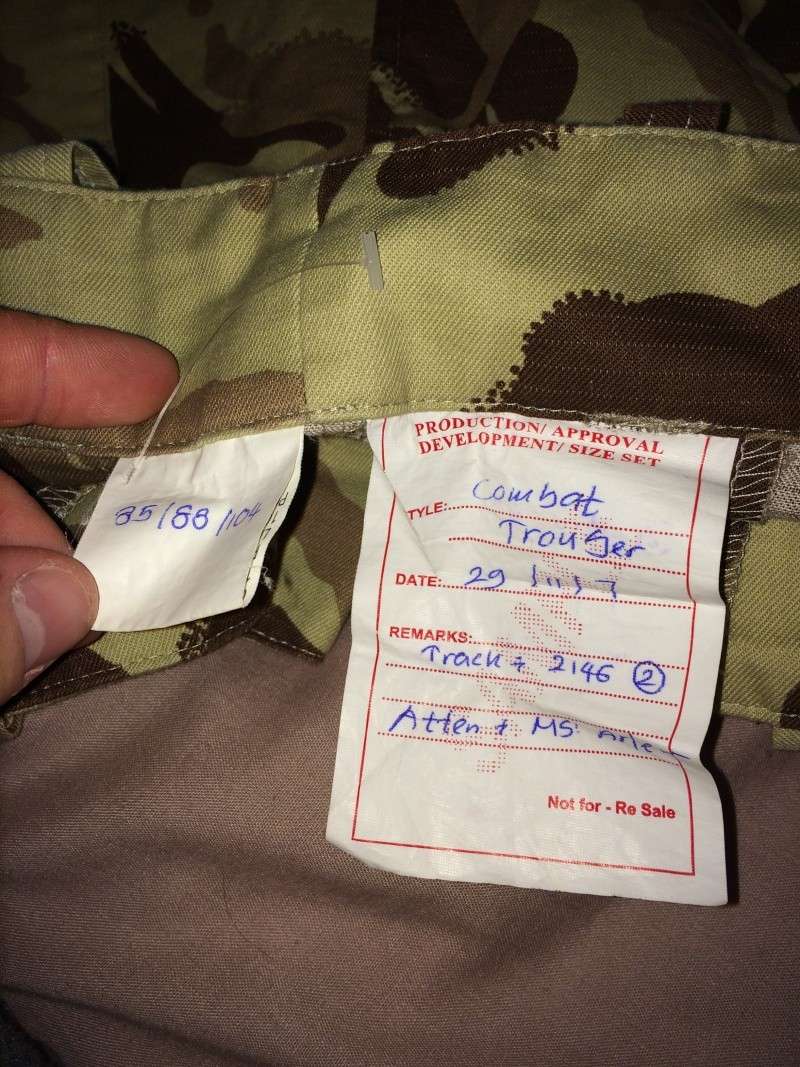 85/88/104
PRODUCTION/ APPROVAL
DEVELOPMENT/ SIZE SET
TYLE: Combat
Trouser
DATE: 29
REMARKS:
Track + 2146 ②
Atten + MS
Not for - Re Sale